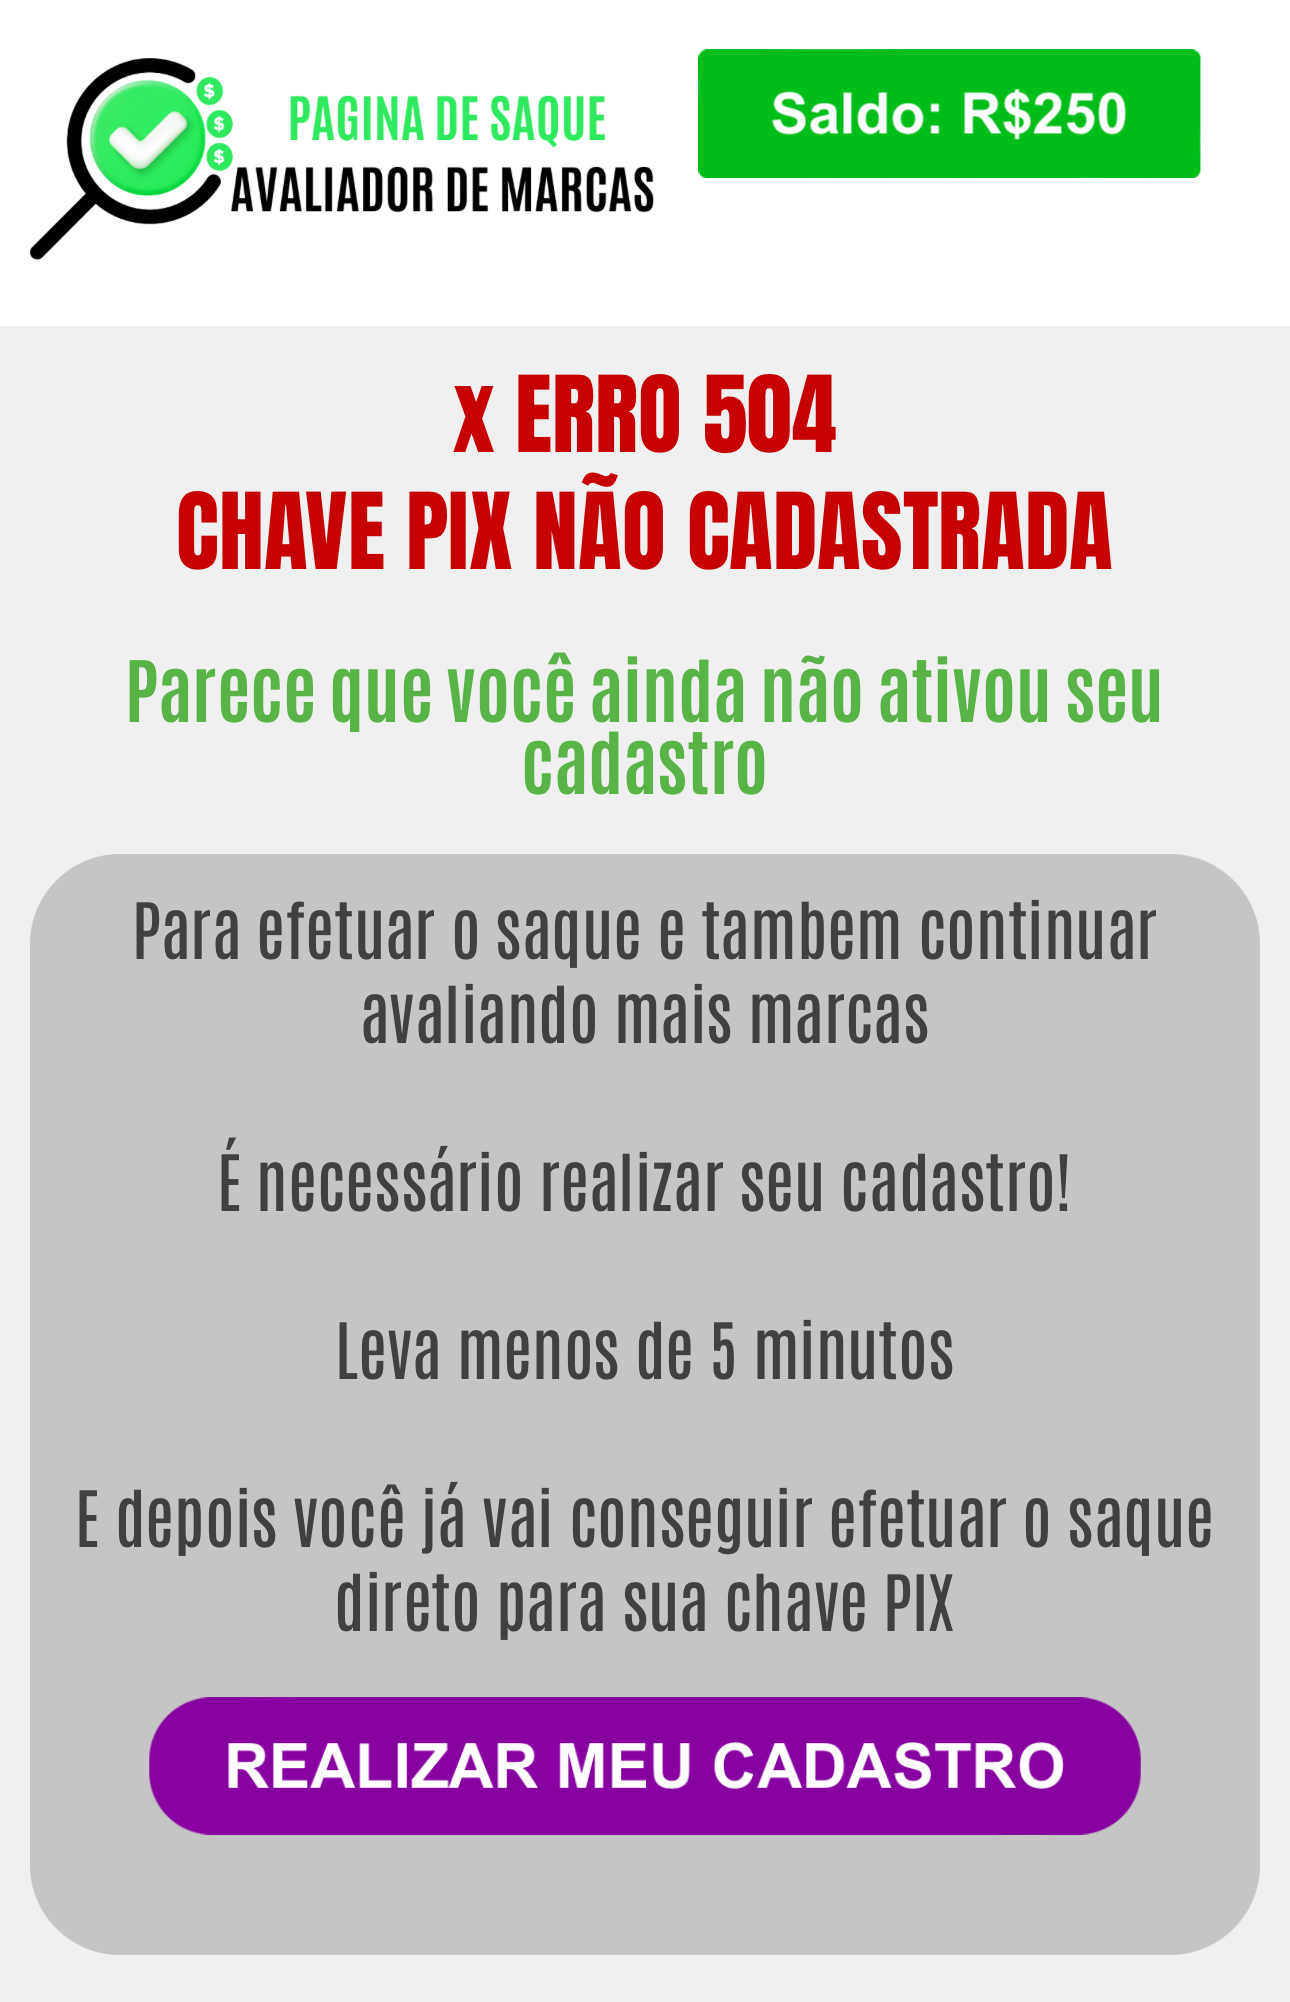 PAGINA DE SAQUE
AVALIADOR DE MARCAS
Saldo: R$250
x ERRO 504
CHAVE PIX NÃO CADASTRADA
Parece que você ainda não ativou seu
cadastro
Para efetuar o saque e tambem continuar
avaliando mais marcas
É necessário realizar seu cadastro!
Leva menos de 5 minutos
E depois você já vai conseguir efetuar o saque
direto para sua chave PIX
REALIZAR MEU CADASTRO